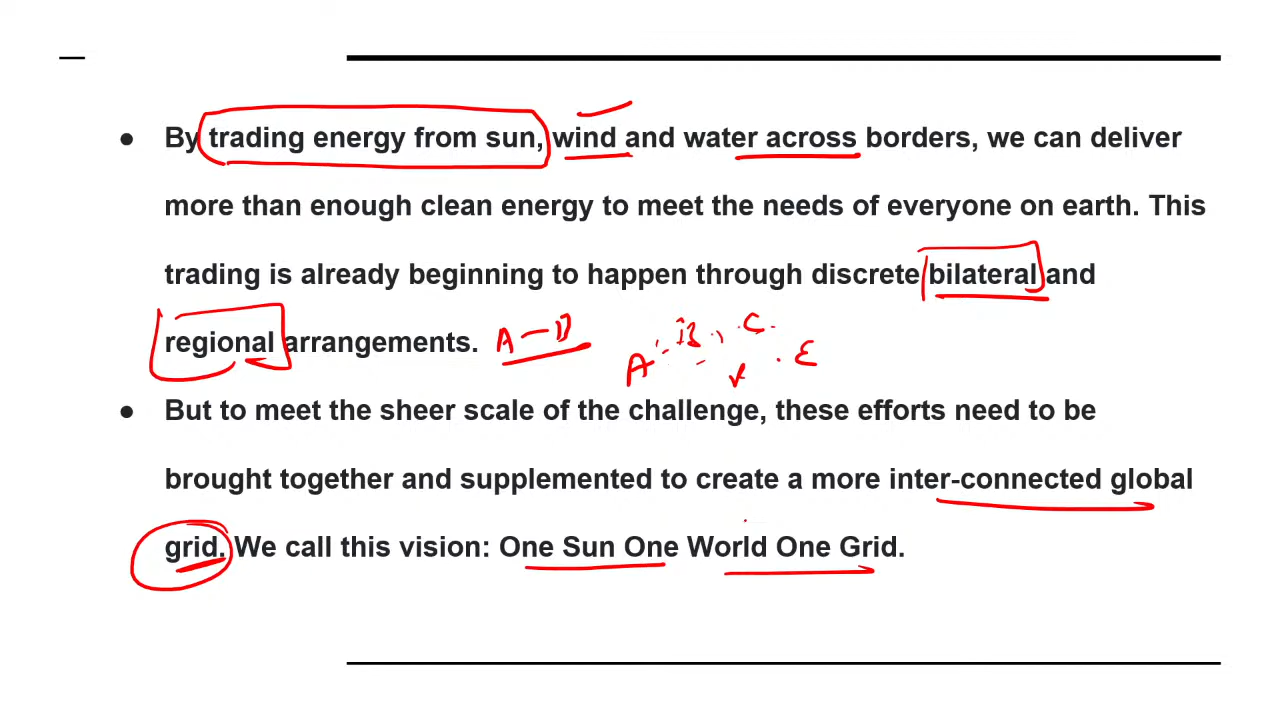 ● By trading energy from sun, wind and water across borders, we can deliver
more than enough clean energy to meet the needs of everyone on earth. This
trading is already beginning to happen through discrete bilateral and
regional arrangements. A – B A B C E
● But to meet the sheer scale of the challenge, these efforts need to be
brought together and supplemented to create a more inter-connected global
grid. We call this vision: One Sun One World One Grid.